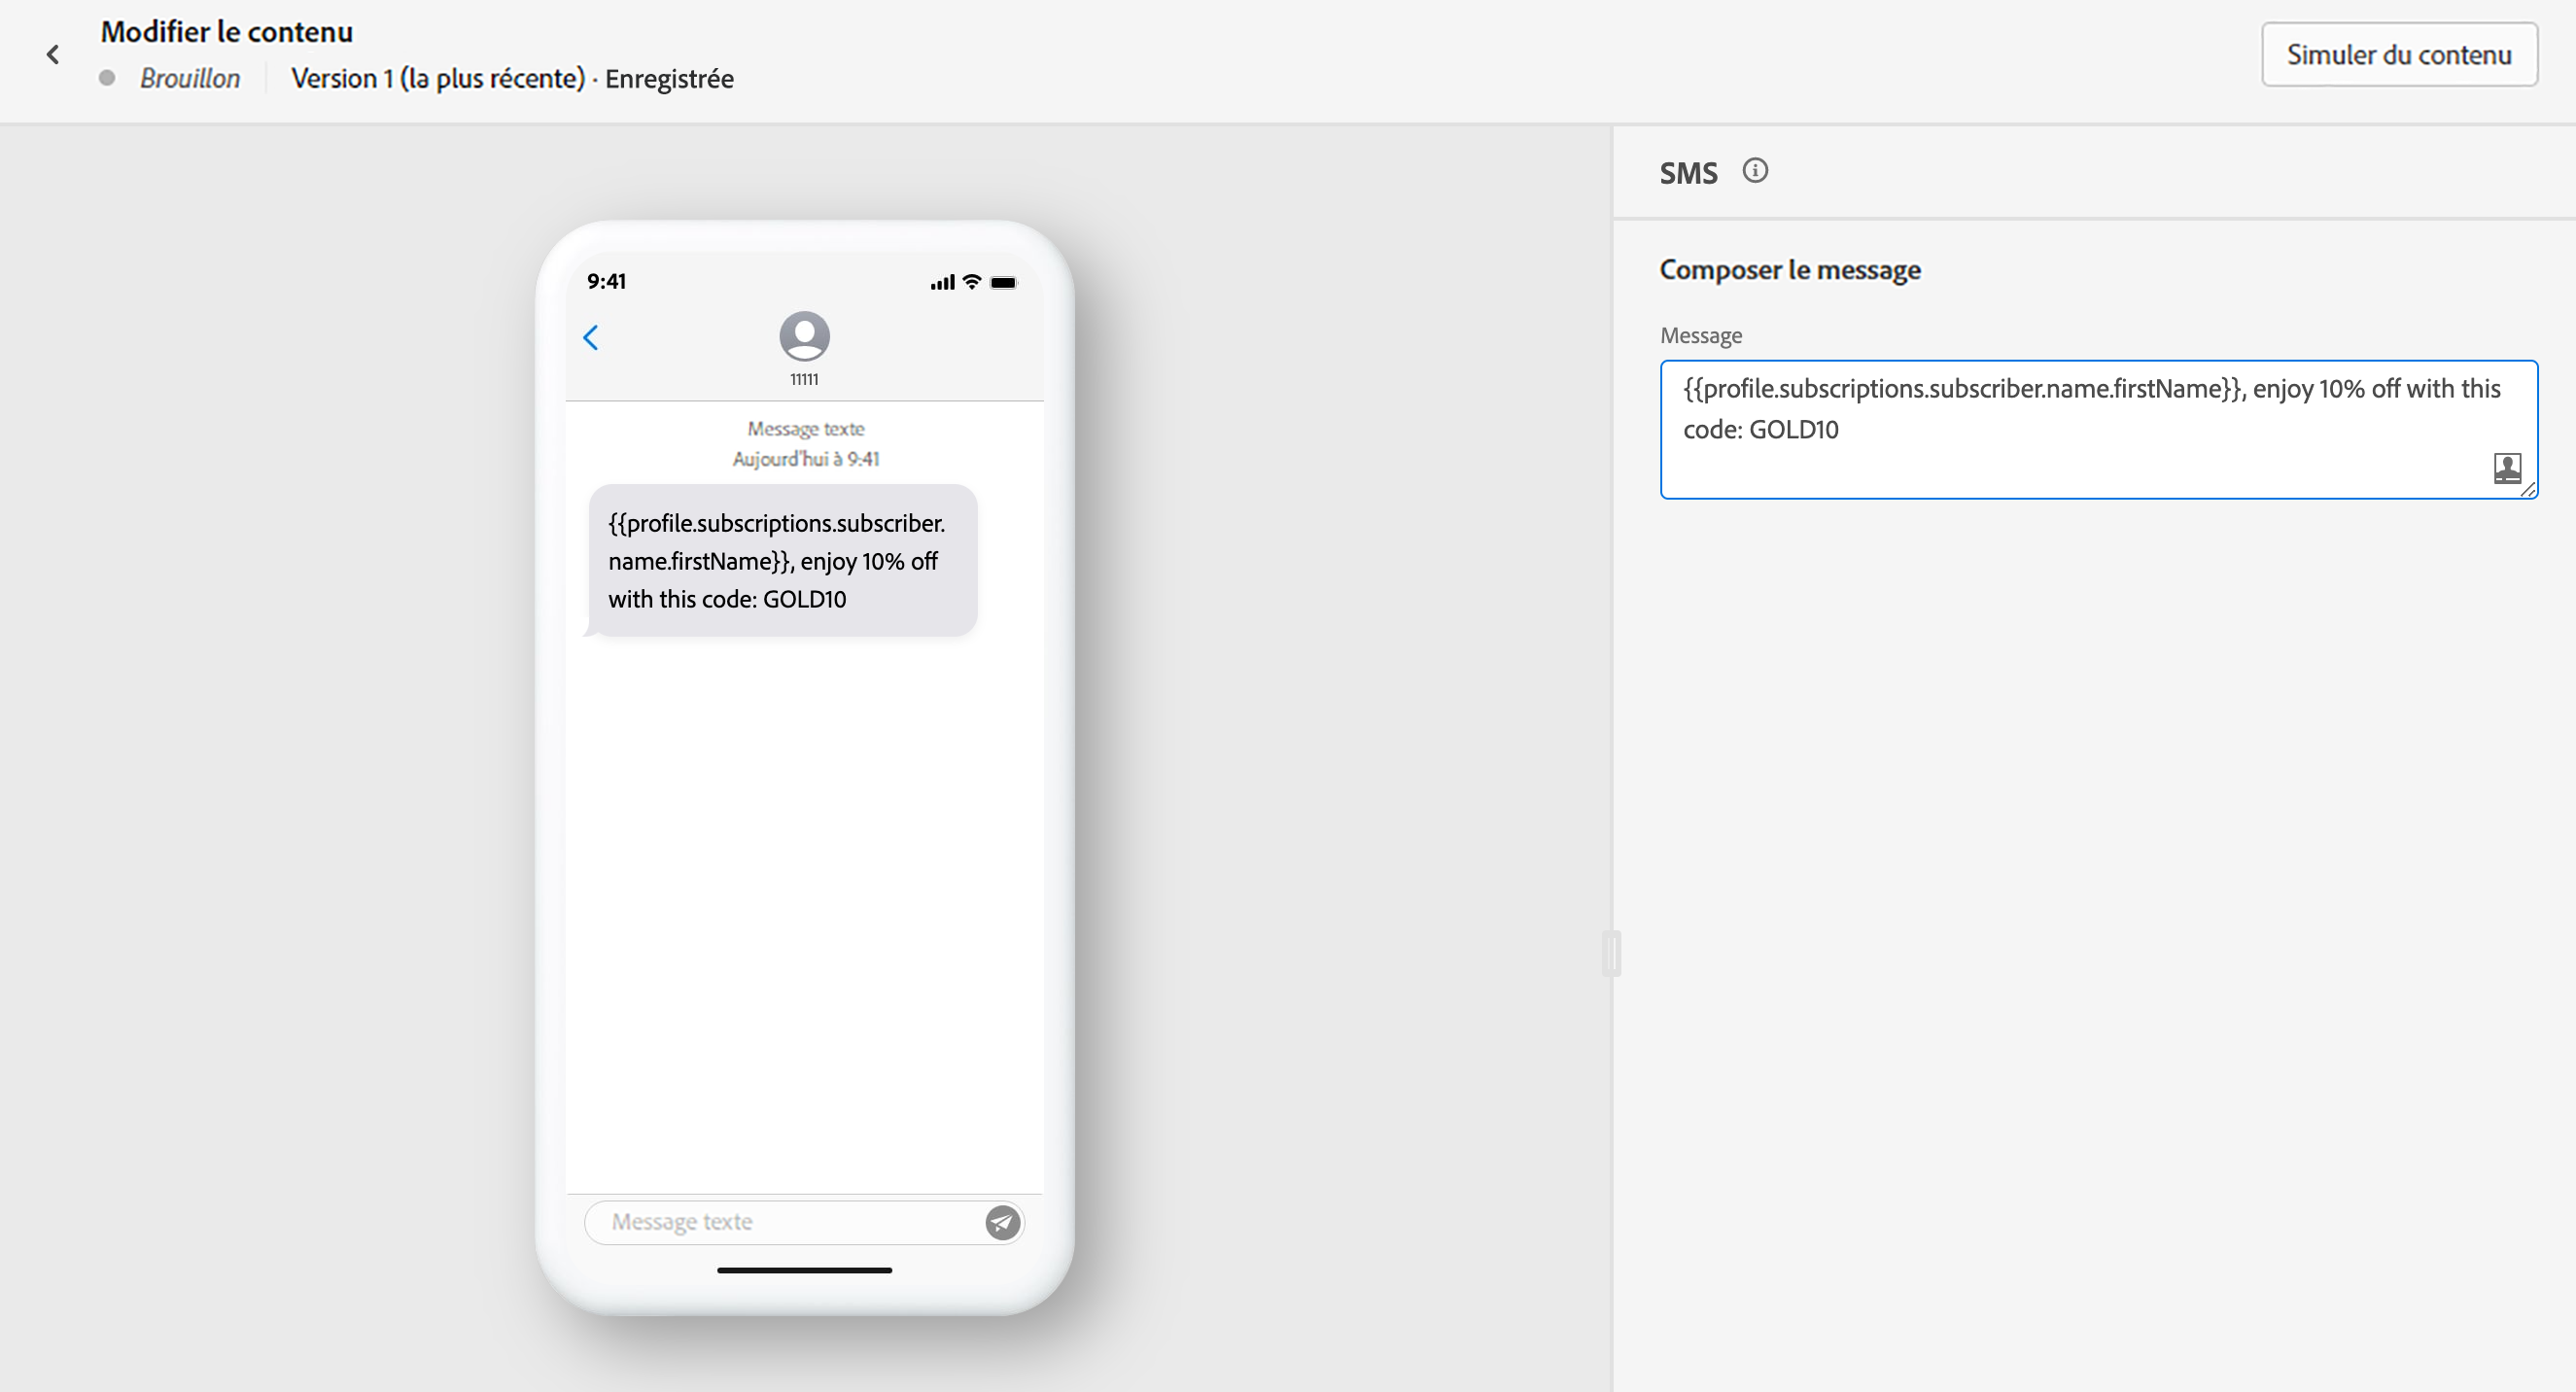 Modifier le contenu
Brouillon Version 1 (la plus récente) · Enregistrée
Simuler du contenu
9:41
11111
Message texte
Aujourd'hui à 9:41
{{profile.subscriptions.subscriber.
name.firstName}}, enjoy 10% off
with this code: GOLD10
Message texte
SMS
Composer le message
Message
{{profile.subscriptions.subscriber.name.firstName}}, enjoy 10% off with this
code: GOLD10